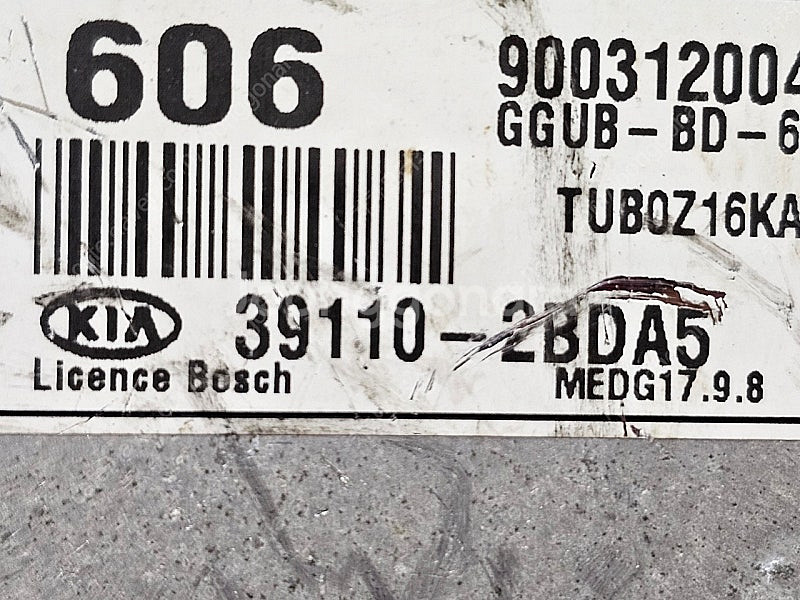 606
900312004
GGUB-BD-6
TUB0Z16KA
KIA 39110-2BDA5
Licence Bosch
MEDG17.9.8